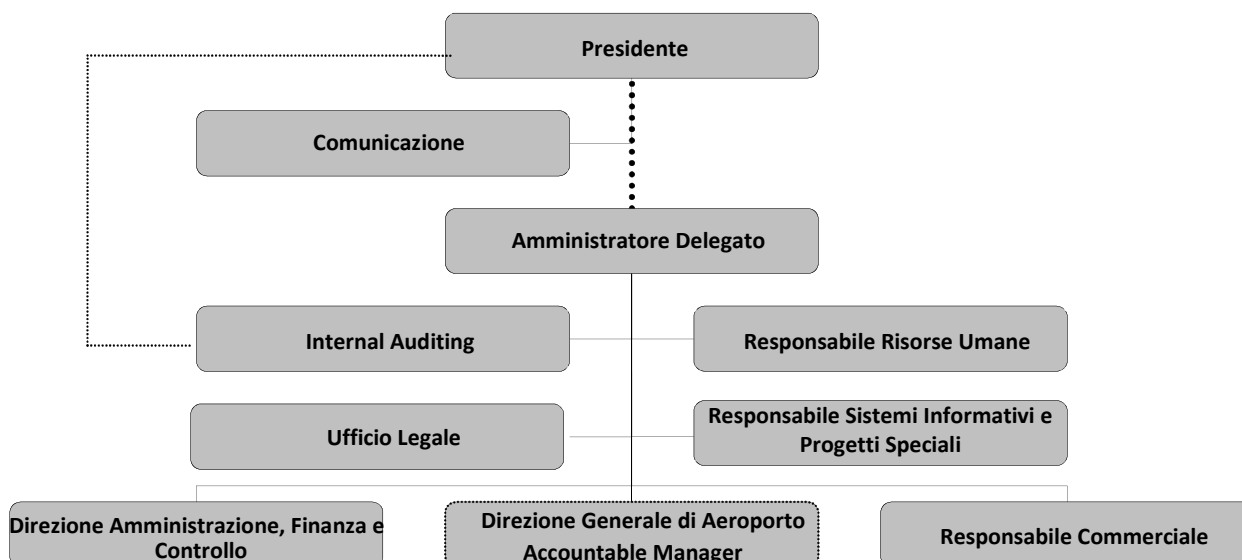 Presidente
Comunicazione
Amministratore Delegato
Internal Auditing
Responsabile Risorse Umane
Ufficio Legale
Responsabile Sistemi Informativi e
Progetti Speciali
Direzione Amministrazione, Finanza e
Controllo
Direzione Generale di Aeroporto
Accountable Manager
Responsabile Commerciale